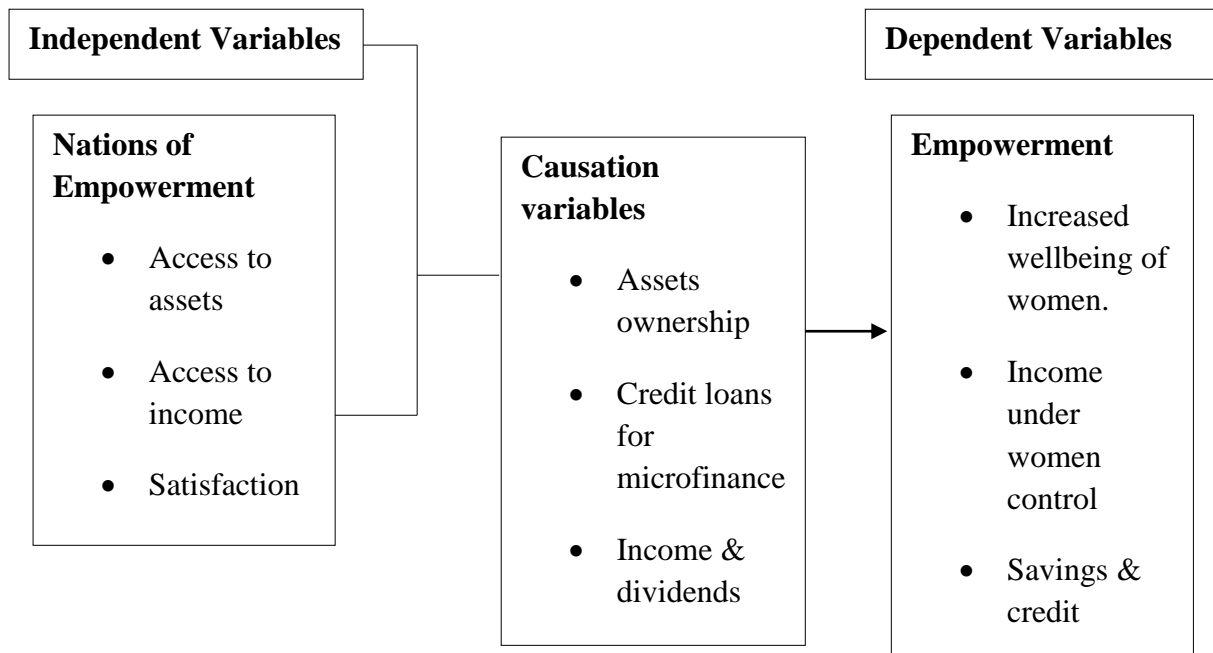 Independent Variables
Dependent Variables
Nations of
Empowerment
• Access to
assets
• Access to
income
• Satisfaction
Causation
variables
• Assets
ownership
• Credit loans
for
microfinance
• Income &
dividends
Empowerment
• Increased
wellbeing of
women.
• Income
under
women
control
• Savings &
credit